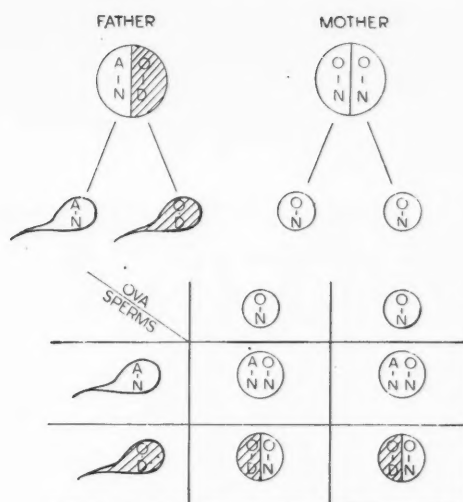 FATHER MOTHER
A O O O
N D N N
A O O O
N D N N
OVA
SPERMS
O O
N N
A A O A O
N N N N N
O O O O O
D D N D N